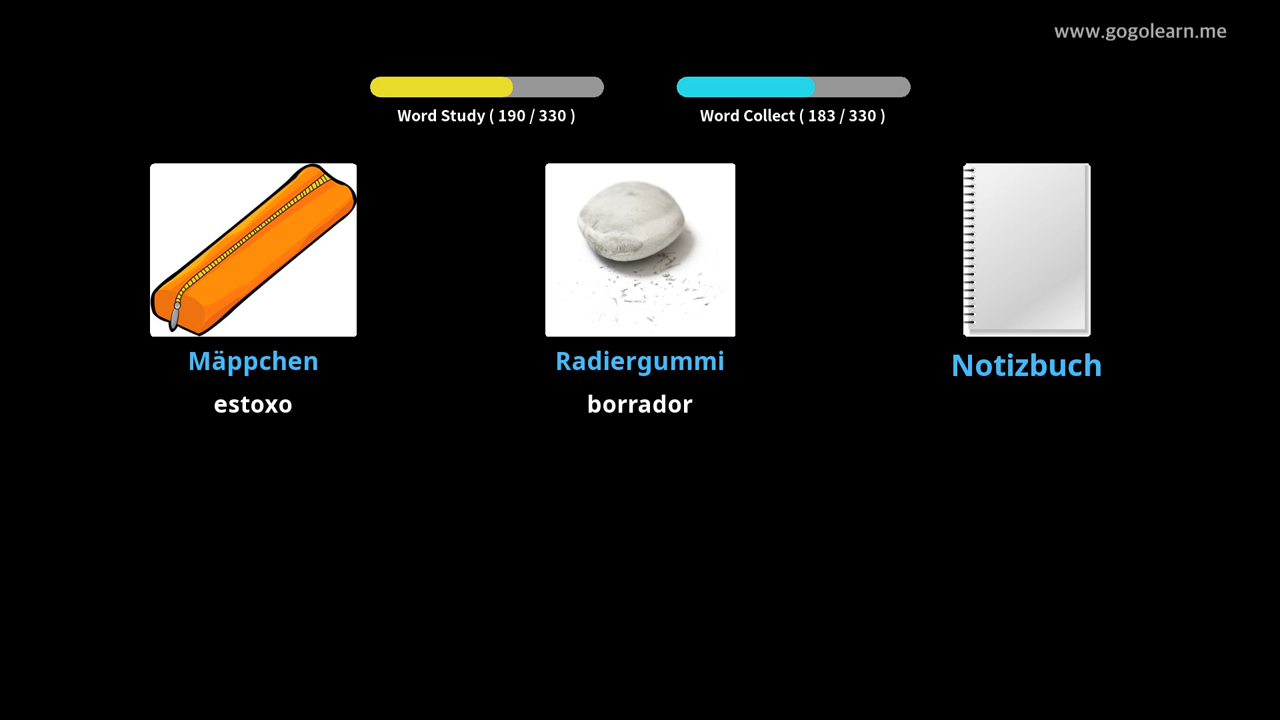 www.gogolearn.me
Word Study ( 190 / 330 )
Word Collect ( 183 / 330 )
Mäppchen
Radiergummi
Notizbuch
estoxo
borrador